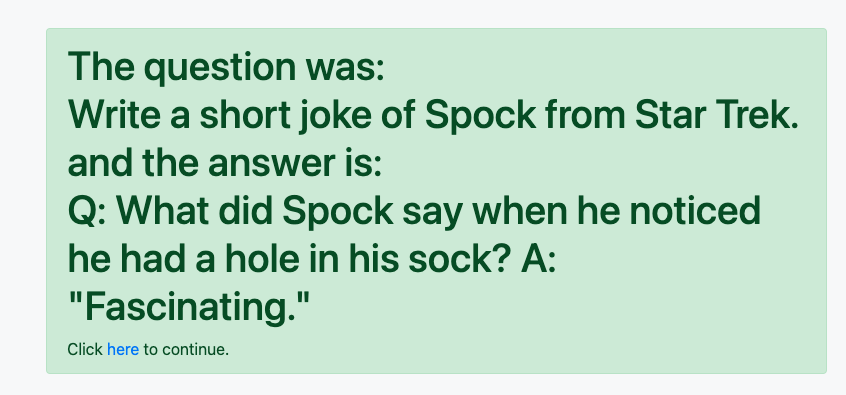 The question was:
Write a short joke of Spock from Star Trek.
and the answer is:
Q: What did Spock say when he noticed
he had a hole in his sock? A:
"Fascinating."
Click here to continue.